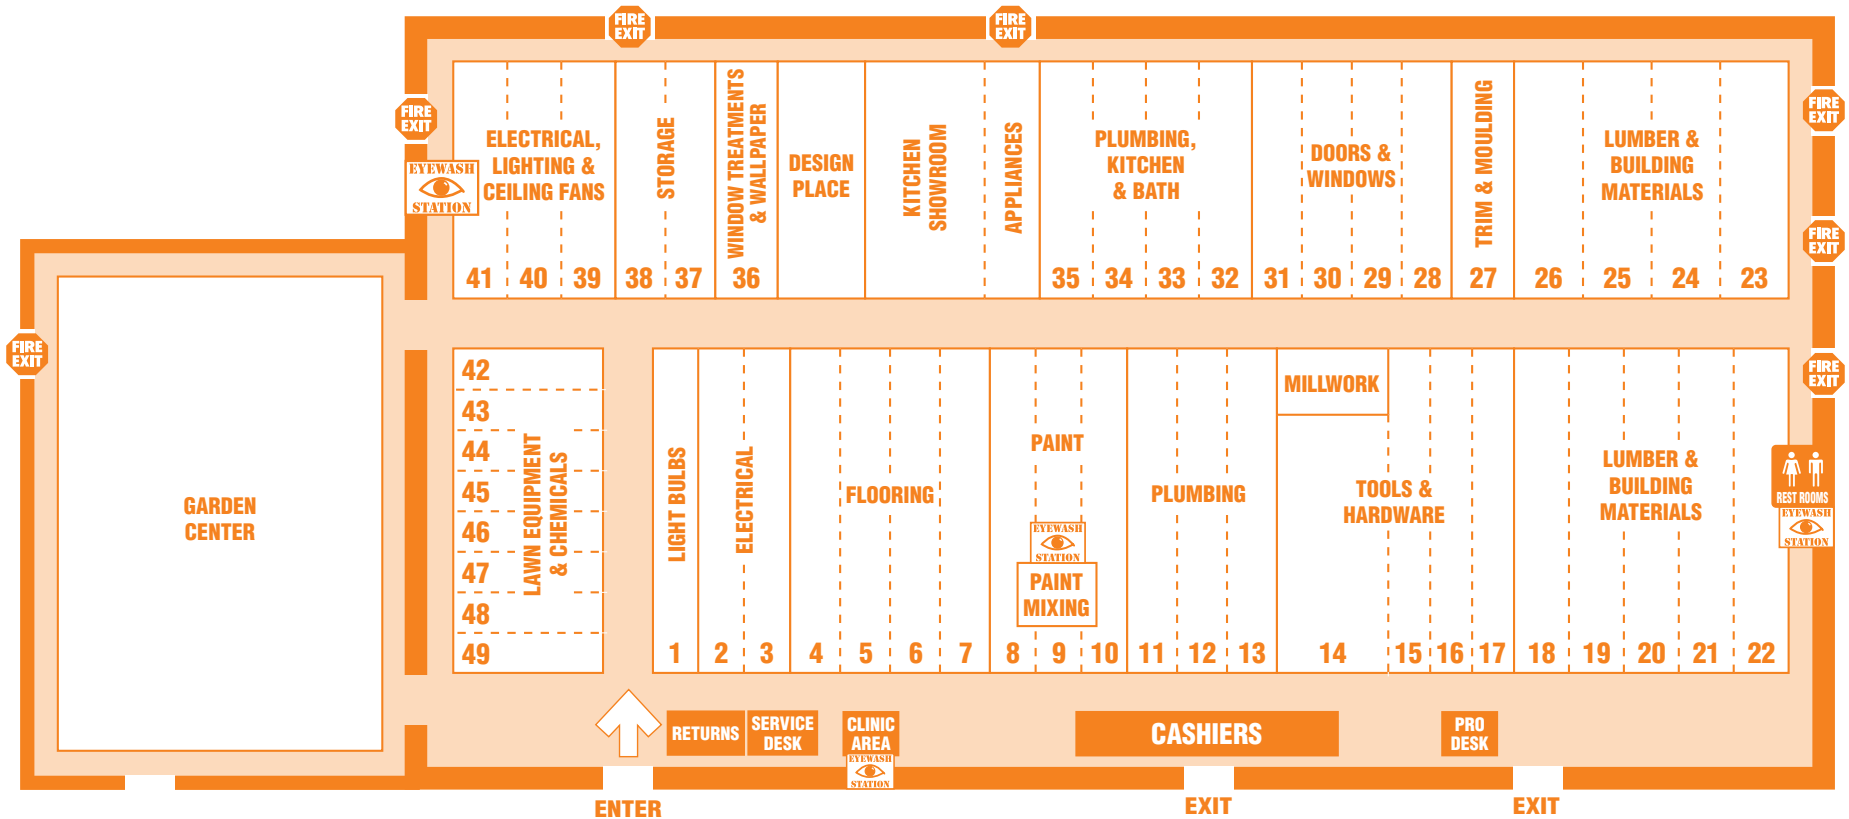 FIRE
EXIT
FIRE
EXIT
FIRE
EXIT
FIRE
EXIT
EYEWASH
STATION
ELECTRICAL,
LIGHTING &
CEILING FANS
STORAGE
WINDOW TREATMENTS
& WALLPAPER
DESIGN
PLACE
KITCHEN
SHOWROOM
APPLIANCES
PLUMBING,
KITCHEN
& BATH
DOORS &
WINDOWS
TRIM & MOULDING
LUMBER &
BUILDING
MATERIALS
FIRE
EXIT
41 40 39 38 37 36 35 34 33 32 31 30 29 28 27 26 25 24 23
FIRE
EXIT
FIRE
EXIT
GARDEN
CENTER
42
43
44
45
46
47
48
49
LAWN EQUIPMENT
& CHEMICALS
LIGHT BULBS
ELECTRICAL
FLOORING
PAINT
EYEWASH
STATION
PAINT
MIXING
PLUMBING
MILLWORK
TOOLS &
HARDWARE
LUMBER &
BUILDING
MATERIALS
REST ROOMS
EYEWASH
STATION
1 2 3 4 5 6 7 8 9 10 11 12 13 14 15 16 17 18 19 20 21 22
RETURNS
SERVICE
DESK
CLINIC
AREA
EYEWASH
STATION
CASHIERS
PRO
DESK
ENTER
EXIT
EXIT